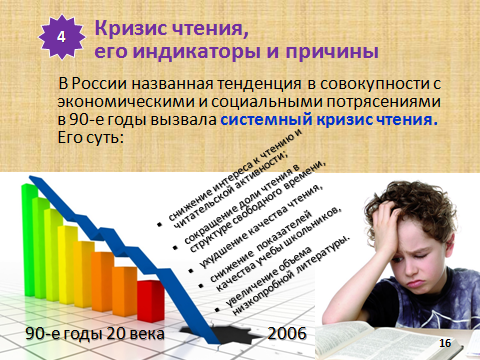 4
Кризис чтения,
его индикаторы и причины
В России названная тенденция в совокупности с
экономическими и социальными потрясениями
в 90-е годы вызвала системный кризис чтения.
Его суть:
снижение интереса к чтению и
читательской активности;
сокращение доли чтения в
структуре свободного времени,
ухудшение качества чтения,
снижение показателей
качества учебы школьников,
увеличение объема
низкопробной литературы.
90-е годы 20 века
2006
16